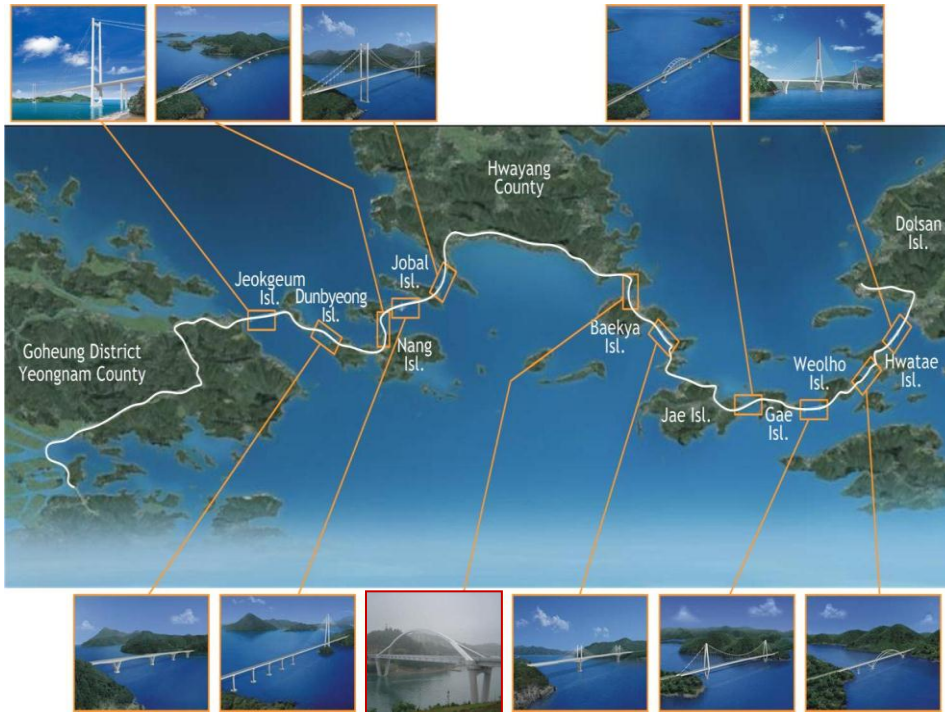 Hwayang
County
Dolsan
Isl.
Jobal
Isl.
Jeokgeum
Isl.
Dunbyeong
Isl.
Nang
Isl.
Baekya
Isl.
Goheung District
Yeongnam County
Weolho
Isl.
Hwatae
Isl.
Jae Isl.
Gae
Isl.